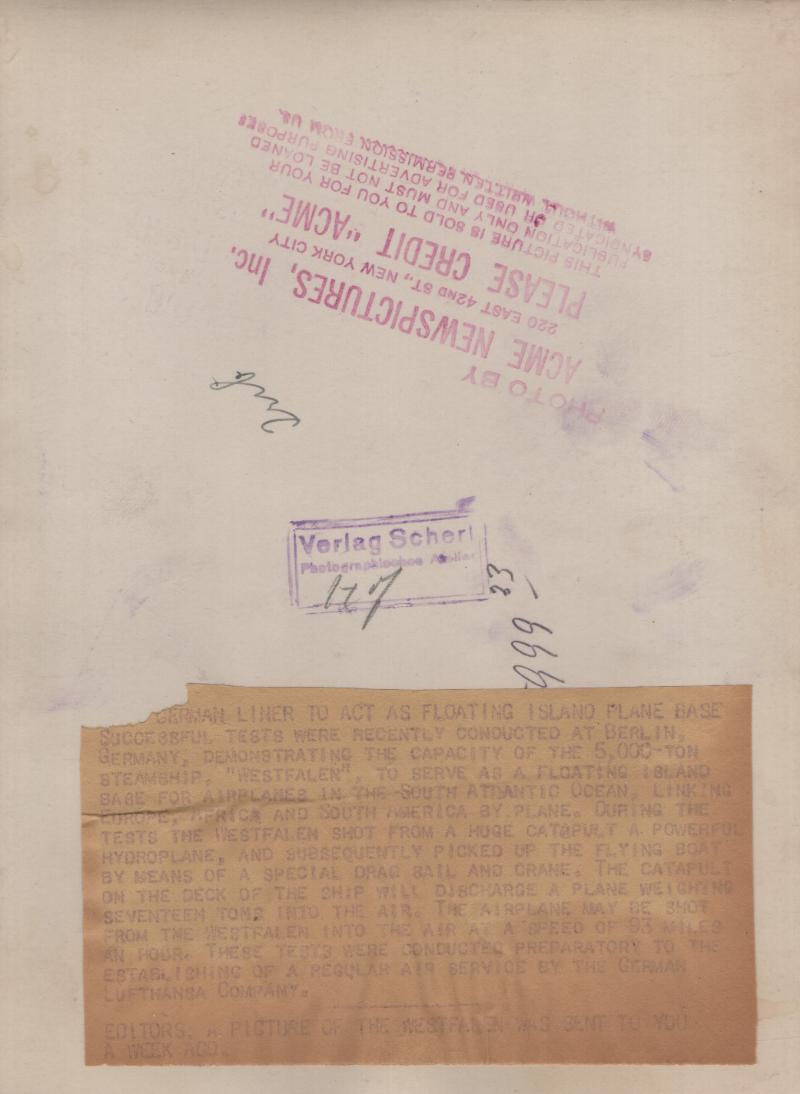 PHOTO BY
ACME NEWSPICTURES, Inc.
220 EAST 42ND ST., NEW YORK CITY
PLEASE CREDIT "ACME"
THIS PICTURE IS SOLD TO YOU FOR YOUR
PUBLICATION ONLY AND MUST NOT BE LOANED
SYNDICATED OR USED FOR ADVERTISING PURPOSES
WITHOUT WRITTEN PERMISSION FROM US.
Verlag Scherl
Photographisches Atelier
33
999
GERMAN LINER TO ACT AS FLOATING ISLAND PLANE BASE
SUCCESSFUL TESTS WERE RECENTLY CONDUCTED AT BERLIN,
GERMANY, DEMONSTRATING THE CAPACITY OF THE 5,000-TON
STEAMSHIP, "WESTFALEN", TO SERVE AS A FLOATING ISLAND
BASE FOR AIRPLANES IN THE SOUTH ATLANTIC OCEAN, LINKING
EUROPE, AFRICA AND SOUTH AMERICA BY PLANE. DURING THE
TESTS THE WESTFALEN SHOT FROM A HUGE CATAPULT A POWERFUL
HYDROPLANE, AND SUBSEQUENTLY PICKED UP THE FLYING BOAT
BY MEANS OF A SPECIAL DRAG SAIL AND CRANE. THE CATAPULT
ON THE DECK OF THE SHIP WILL DISCHARGE A PLANE WEIGHING
SEVENTEEN TONS INTO THE AIR. THE AIRPLANE MAY BE SHOT
FROM THE WESTFALEN INTO THE AIR AT A SPEED OF 93 MILES
AN HOUR. THESE TESTS WERE CONDUCTED PREPARATORY TO THE
ESTABLISHING OF A REGULAR AIR SERVICE BY THE GERMAN
LUFTHANSA COMPANY.
EDITORS: A PICTURE OF THE WESTFALEN WAS SENT TO YOU
A WEEK AGO.